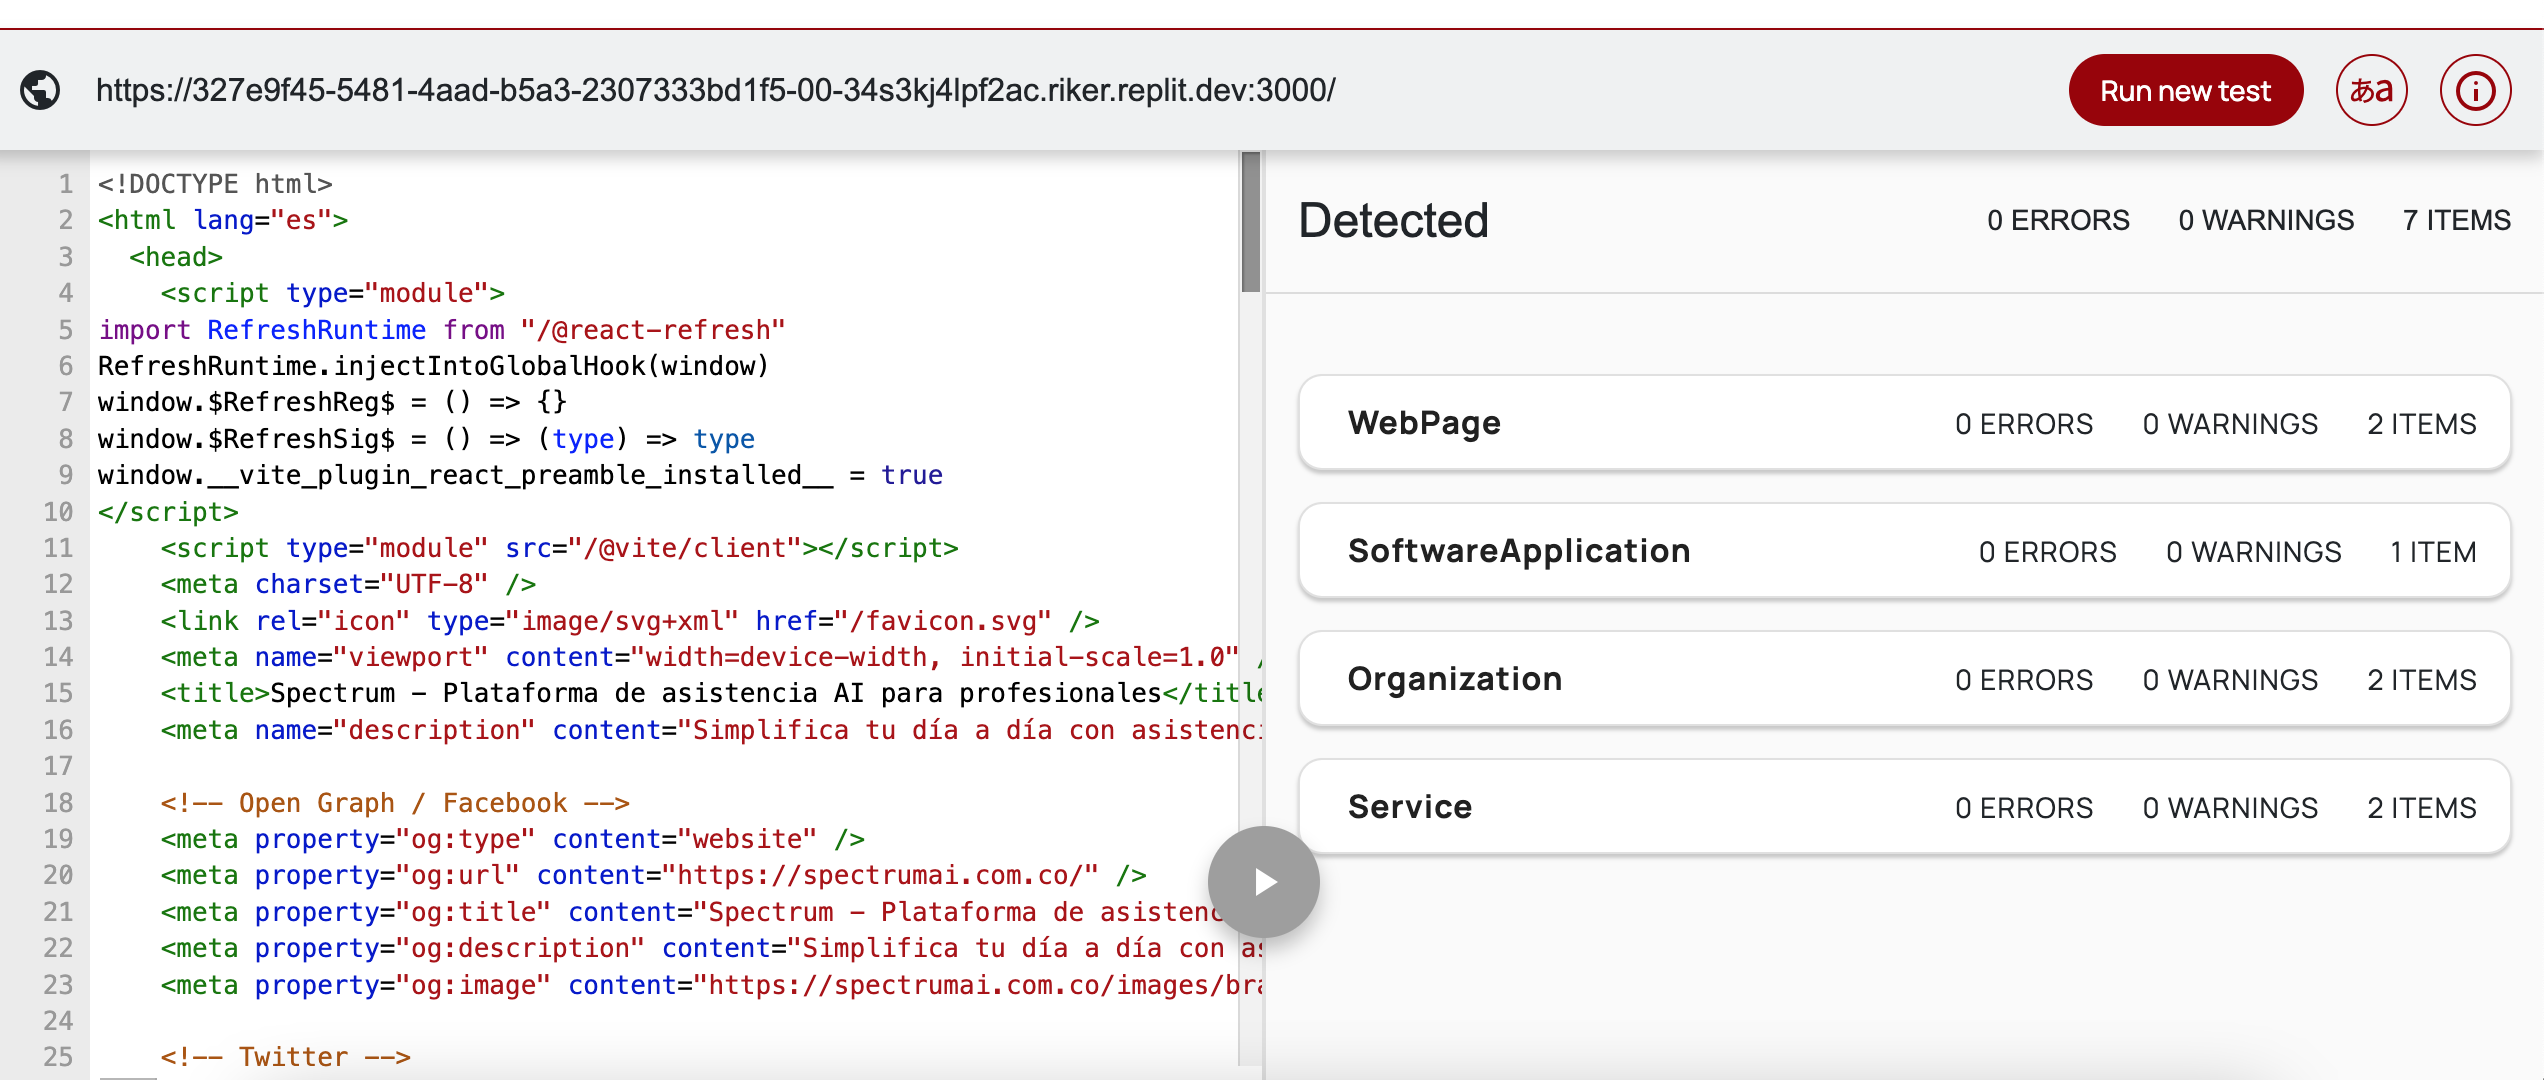 https://327e9f45-5481-4aad-b5a3-2307333bd1f5-00-34s3kj4lpf2ac.riker.replit.dev:3000/
Run new test
あa
1 <!DOCTYPE html>
2 <html lang="es">
3 <head>
4 <script type="module">
5 import RefreshRuntime from "/@react-refresh"
6 RefreshRuntime.injectIntoGlobalHook(window)
7 window.$RefreshReg$ = () => {}
8 window.$RefreshSig$ = () => (type) => type
9 window.__vite_plugin_react_preamble_installed__ = true
10 </script>
11 <script type="module" src="/@vite/client"></script>
12 <meta charset="UTF-8" />
13 <link rel="icon" type="image/svg+xml" href="/favicon.svg" />
14 <meta name="viewport" content="width=device-width, initial-scale=1.0" /
15 <title>Spectrum – Plataforma de asistencia AI para profesionales</title
16 <meta name="description" content="Simplifica tu día a día con asistenci
17
18 <!-- Open Graph / Facebook -->
19 <meta property="og:type" content="website" />
20 <meta property="og:url" content="https://spectrumai.com.co/" />
21 <meta property="og:title" content="Spectrum – Plataforma de asistenc
22 <meta property="og:description" content="Simplifica tu día a día con as
23 <meta property="og:image" content="https://spectrumai.com.co/images/bra
24
25 <!-- Twitter -->
Detected
0 ERRORS 0 WARNINGS 7 ITEMS
WebPage 0 ERRORS 0 WARNINGS 2 ITEMS
SoftwareApplication 0 ERRORS 0 WARNINGS 1 ITEM
Organization 0 ERRORS 0 WARNINGS 2 ITEMS
Service 0 ERRORS 0 WARNINGS 2 ITEMS